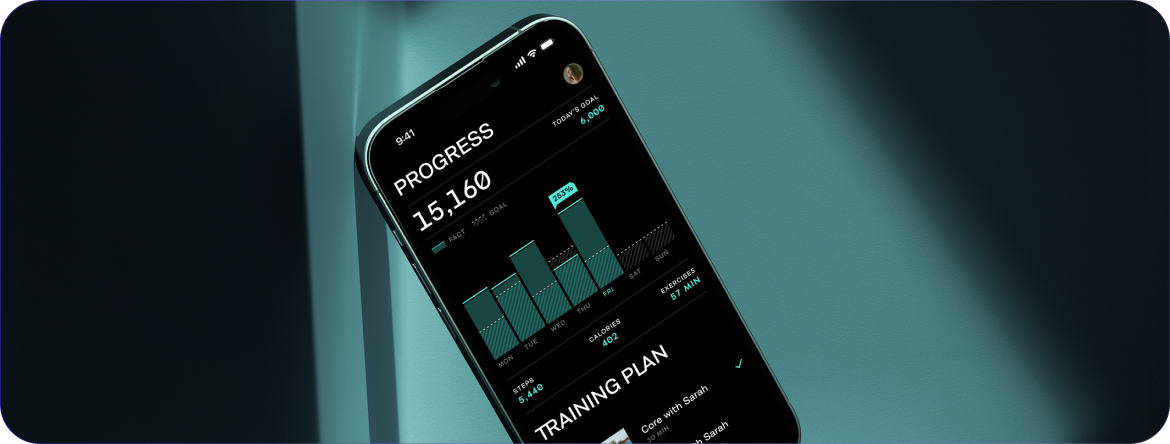 9:41
PROGRESS
TODAY'S GOAL
6,000
15,160
FACT
GOAL
253%
MON
TUE
WED
THU
FRI
SAT
SUN
STEPS
5,440
CALORIES
402
EXERCISES
57 MIN
TRAINING PLAN
Core with Sarah
30 MIN
Sarah